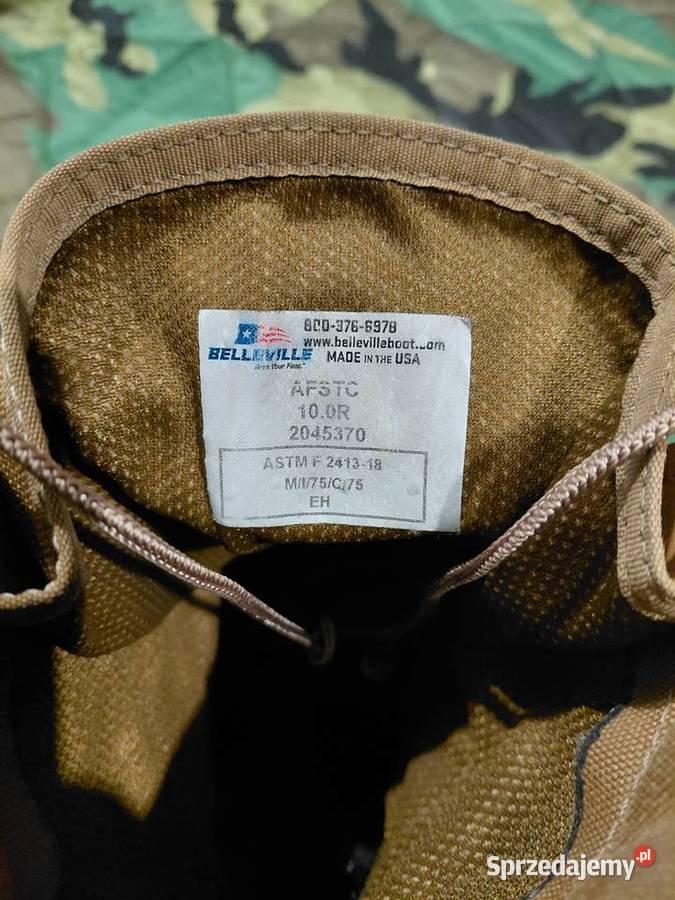 800-376-6978
www.bellevilleboot.com
BELLEVILLE
MADE IN THE USA
Arm Your Feet.™
AFSTC
10.0R
2045370
ASTM F 2413-18
M/I/75/C/75
EH
Sprzedajemy.pl